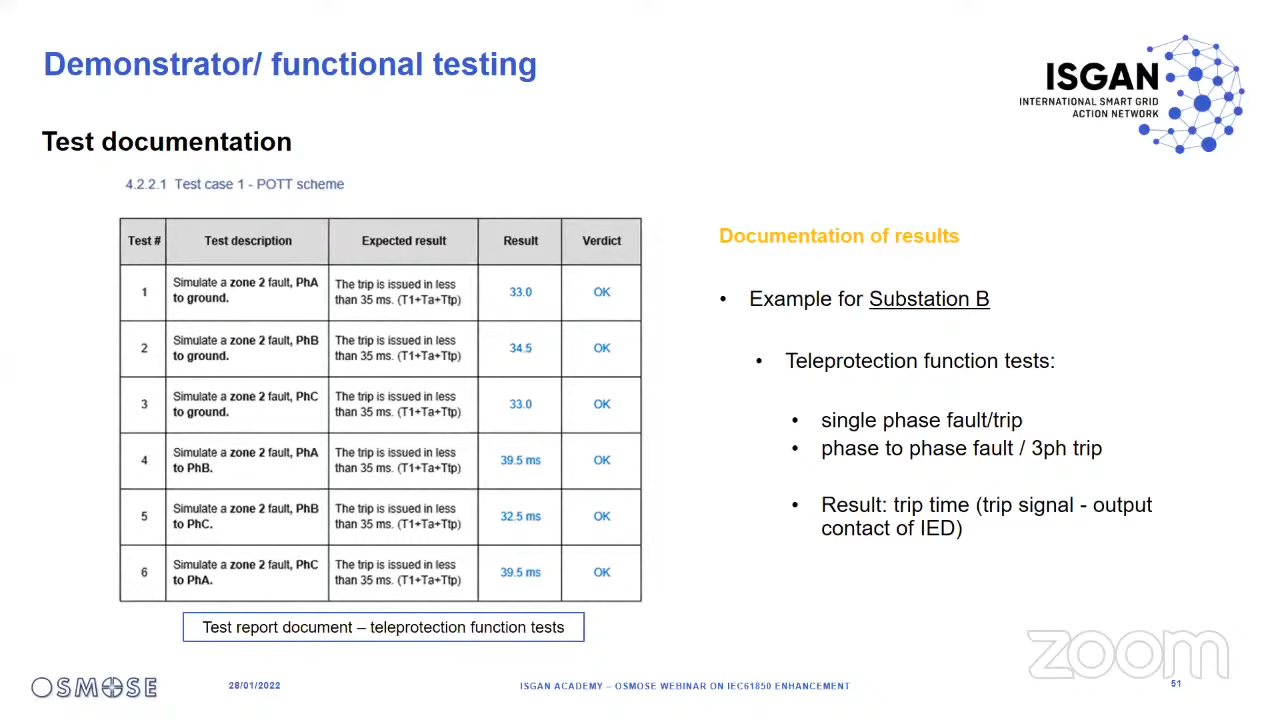 Demonstrator/ functional testing
ISGAN
INTERNATIONAL SMART GRID
ACTION NETWORK
Test documentation
4.2.2.1 Test case 1 - POTT scheme
Test # Test description Expected result Result Verdict
1 Simulate a zone 2 fault, PhA The trip is issued in less 33.0 OK
to ground. than 35 ms. (T1+Ta+Ttp)
2 Simulate a zone 2 fault, PhB The trip is issued in less 34.5 OK
to ground. than 35 ms. (T1+Ta+Ttp)
3 Simulate a zone 2 fault, PhC The trip is issued in less 33.0 OK
to ground. than 35 ms. (T1+Ta+Ttp)
4 Simulate a zone 2 fault, PhA The trip is issued in less 39.5 ms OK
to PhB. than 35 ms. (T1+Ta+Ttp)
5 Simulate a zone 2 fault, PhB The trip is issued in less 32.5 ms OK
to PhC. than 35 ms. (T1+Ta+Ttp)
6 Simulate a zone 2 fault, PhC The trip is issued in less 39.5 ms OK
to PhA. than 35 ms. (T1+Ta+Ttp)
Test report document – teleprotection function tests
Documentation of results
• Example for Substation B
• Teleprotection function tests:
• single phase fault/trip
• phase to phase fault / 3ph trip
• Result: trip time (trip signal - output
contact of IED)
zoom
OSMOSE
28/01/2022
ISGAN ACADEMY – OSMOSE WEBINAR ON IEC61850 ENHANCEMENT
51